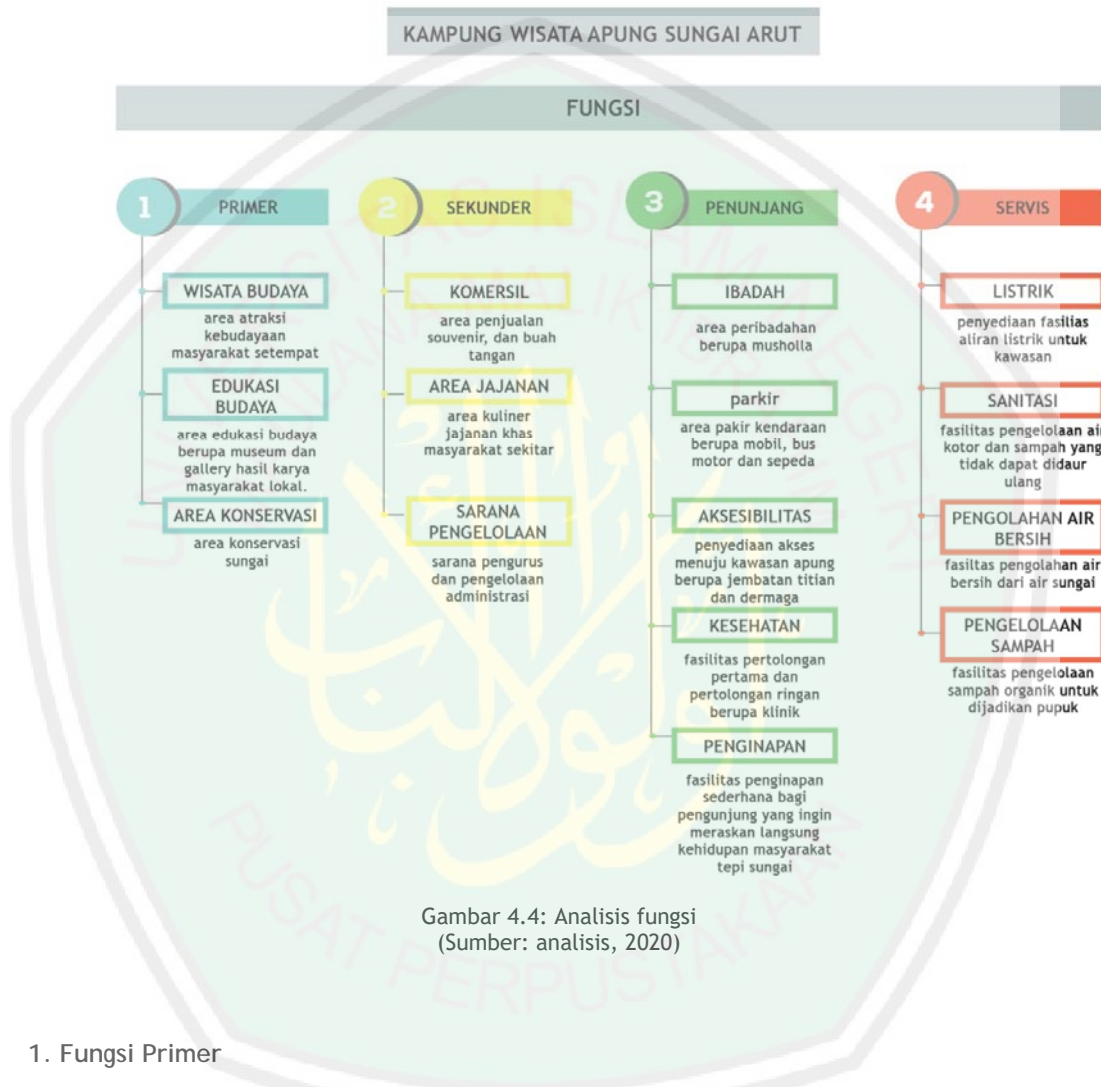 KAMPUNG WISATA APUNG SUNGAI ARUT
FUNGSI
1
PRIMER
WISATA BUDAYA
area atraksi
kebudayaan
masyarakat setempat
EDUKASI
BUDAYA
area edukasi budaya
berupa museum dan
gallery hasil karya
masyarakat lokal.
AREA KONSERVASI
area konservasi
sungai
2
SEKUNDER
KOMERSIL
area penjualan
souvenir, dan buah
tangan
AREA JAJANAN
area kuliner
jajanan khas
masyarakat sekitar
SARANA
PENGELOLAAN
sarana pengurus
dan pengelolaan
administrasi
3
PENUNJANG
IBADAH
area peribadahan
berupa musholla
parkir
area pakir kendaraan
berupa mobil, bus
motor dan sepeda
AKSESIBILITAS
penyediaan akses
menuju kawasan apung
berupa jembatan titian
dan dermaga
KESEHATAN
fasilitas pertolongan
pertama dan
pertolongan ringan
berupa klinik
PENGINAPAN
fasilitas penginapan
sederhana bagi
pengunjung yang ingin
meraskan langsung
kehidupan masyarakat
tepi sungai
4
SERVIS
LISTRIK
penyediaan fasilias
aliran listrik untuk
kawasan
SANITASI
fasilitas pengelolaan air
kotor dan sampah yang
tidak dapat didaur
ulang
PENGOLAHAN AIR
BERSIH
fasiltas pengolahan air
bersih dari air sungai
PENGELOLAAN
SAMPAH
fasilitas pengelolaan
sampah organik untuk
dijadikan pupuk
Gambar 4.4: Analisis fungsi
(Sumber: analisis, 2020)
1. Fungsi Primer
PUSAT PERPUSTAKAAN